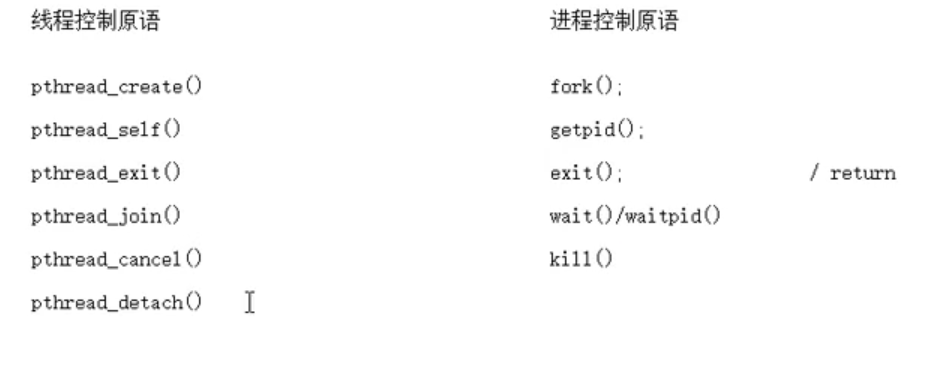 线程控制原语 进程控制原语
pthread_create() fork();
pthread_self() getpid();
pthread_exit() exit(); / return
pthread_join() wait()/waitpid()
pthread_cancel() kill()
pthread_detach()